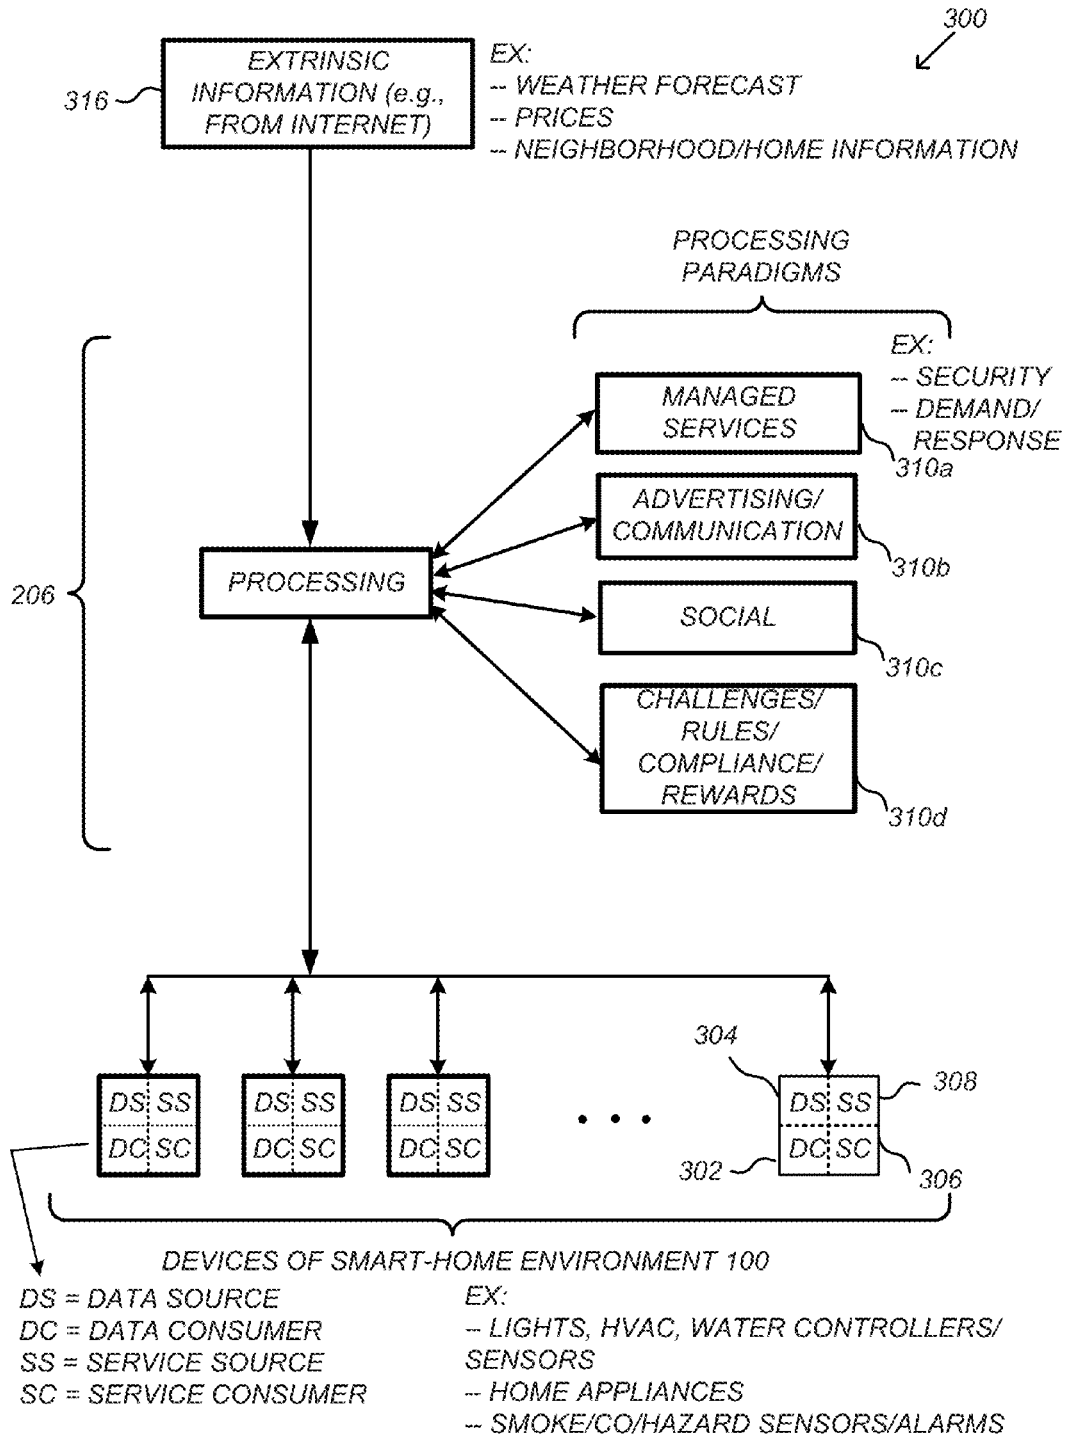 300
EXTRINSIC
INFORMATION (e.g.,
FROM INTERNET)
316
EX:
-- WEATHER FORECAST
-- PRICES
-- NEIGHBORHOOD/HOME INFORMATION
PROCESSING
PARADIGMS
EX:
-- SECURITY
-- DEMAND/
RESPONSE
MANAGED
SERVICES
310a
ADVERTISING/
COMMUNICATION
310b
206
PROCESSING
SOCIAL
310c
CHALLENGES/
RULES/
COMPLIANCE/
REWARDS
310d
DS SS
DC SC
DS SS
DC SC
DS SS
DC SC
304
308
DS SS
DC SC
302
306
DEVICES OF SMART-HOME ENVIRONMENT 100
DS = DATA SOURCE
DC = DATA CONSUMER
SS = SERVICE SOURCE
SC = SERVICE CONSUMER
EX:
-- LIGHTS, HVAC, WATER CONTROLLERS/
SENSORS
-- HOME APPLIANCES
-- SMOKE/CO/HAZARD SENSORS/ALARMS